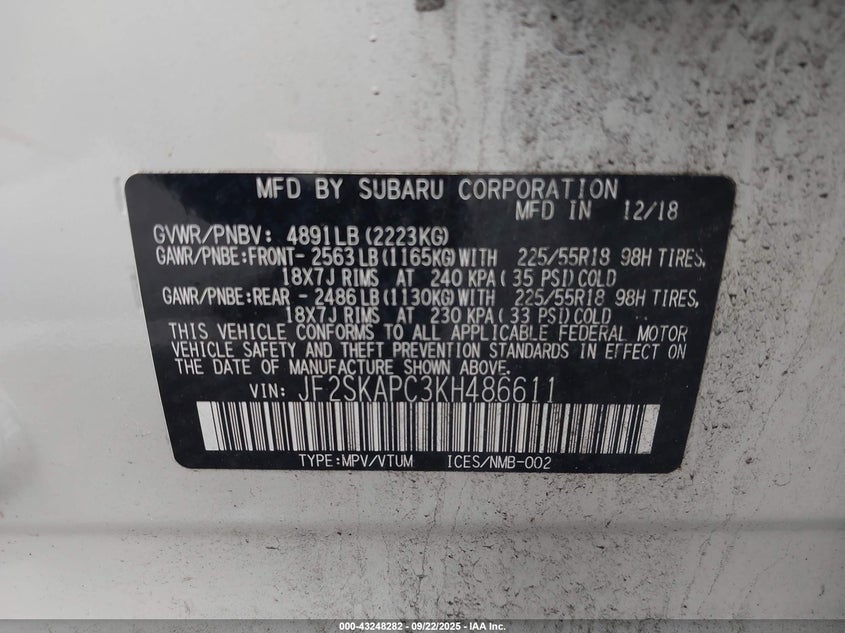 MFD BY SUBARU CORPORATION
MFD IN 12/18
GVWR/PNBV: 4891LB (2223KG)
GAWR/PNBE:FRONT- 2563 LB (1165KG) WITH 225/55R18 98H TIRES,
18X7J RIMS AT 240 KPA ( 35 PSI) COLD
GAWR/PNBE:REAR - 2486 LB (1130KG) WITH 225/55R18 98H TIRES,
18X7J RIMS AT 230 KPA ( 33 PSI) COLD
THIS VEHICLE CONFORMS TO ALL APPLICABLE FEDERAL MOTOR
VEHICLE SAFETY AND THEFT PREVENTION STANDARDS IN EFFECT ON
THE DATE OF MANUFACTURE SHOWN ABOVE.
VIN: JF2SKAPC3KH486611
TYPE:MPV/VTUM ICES/NMB-002
000-43248282 - 09/22/2025 - IAA Inc.